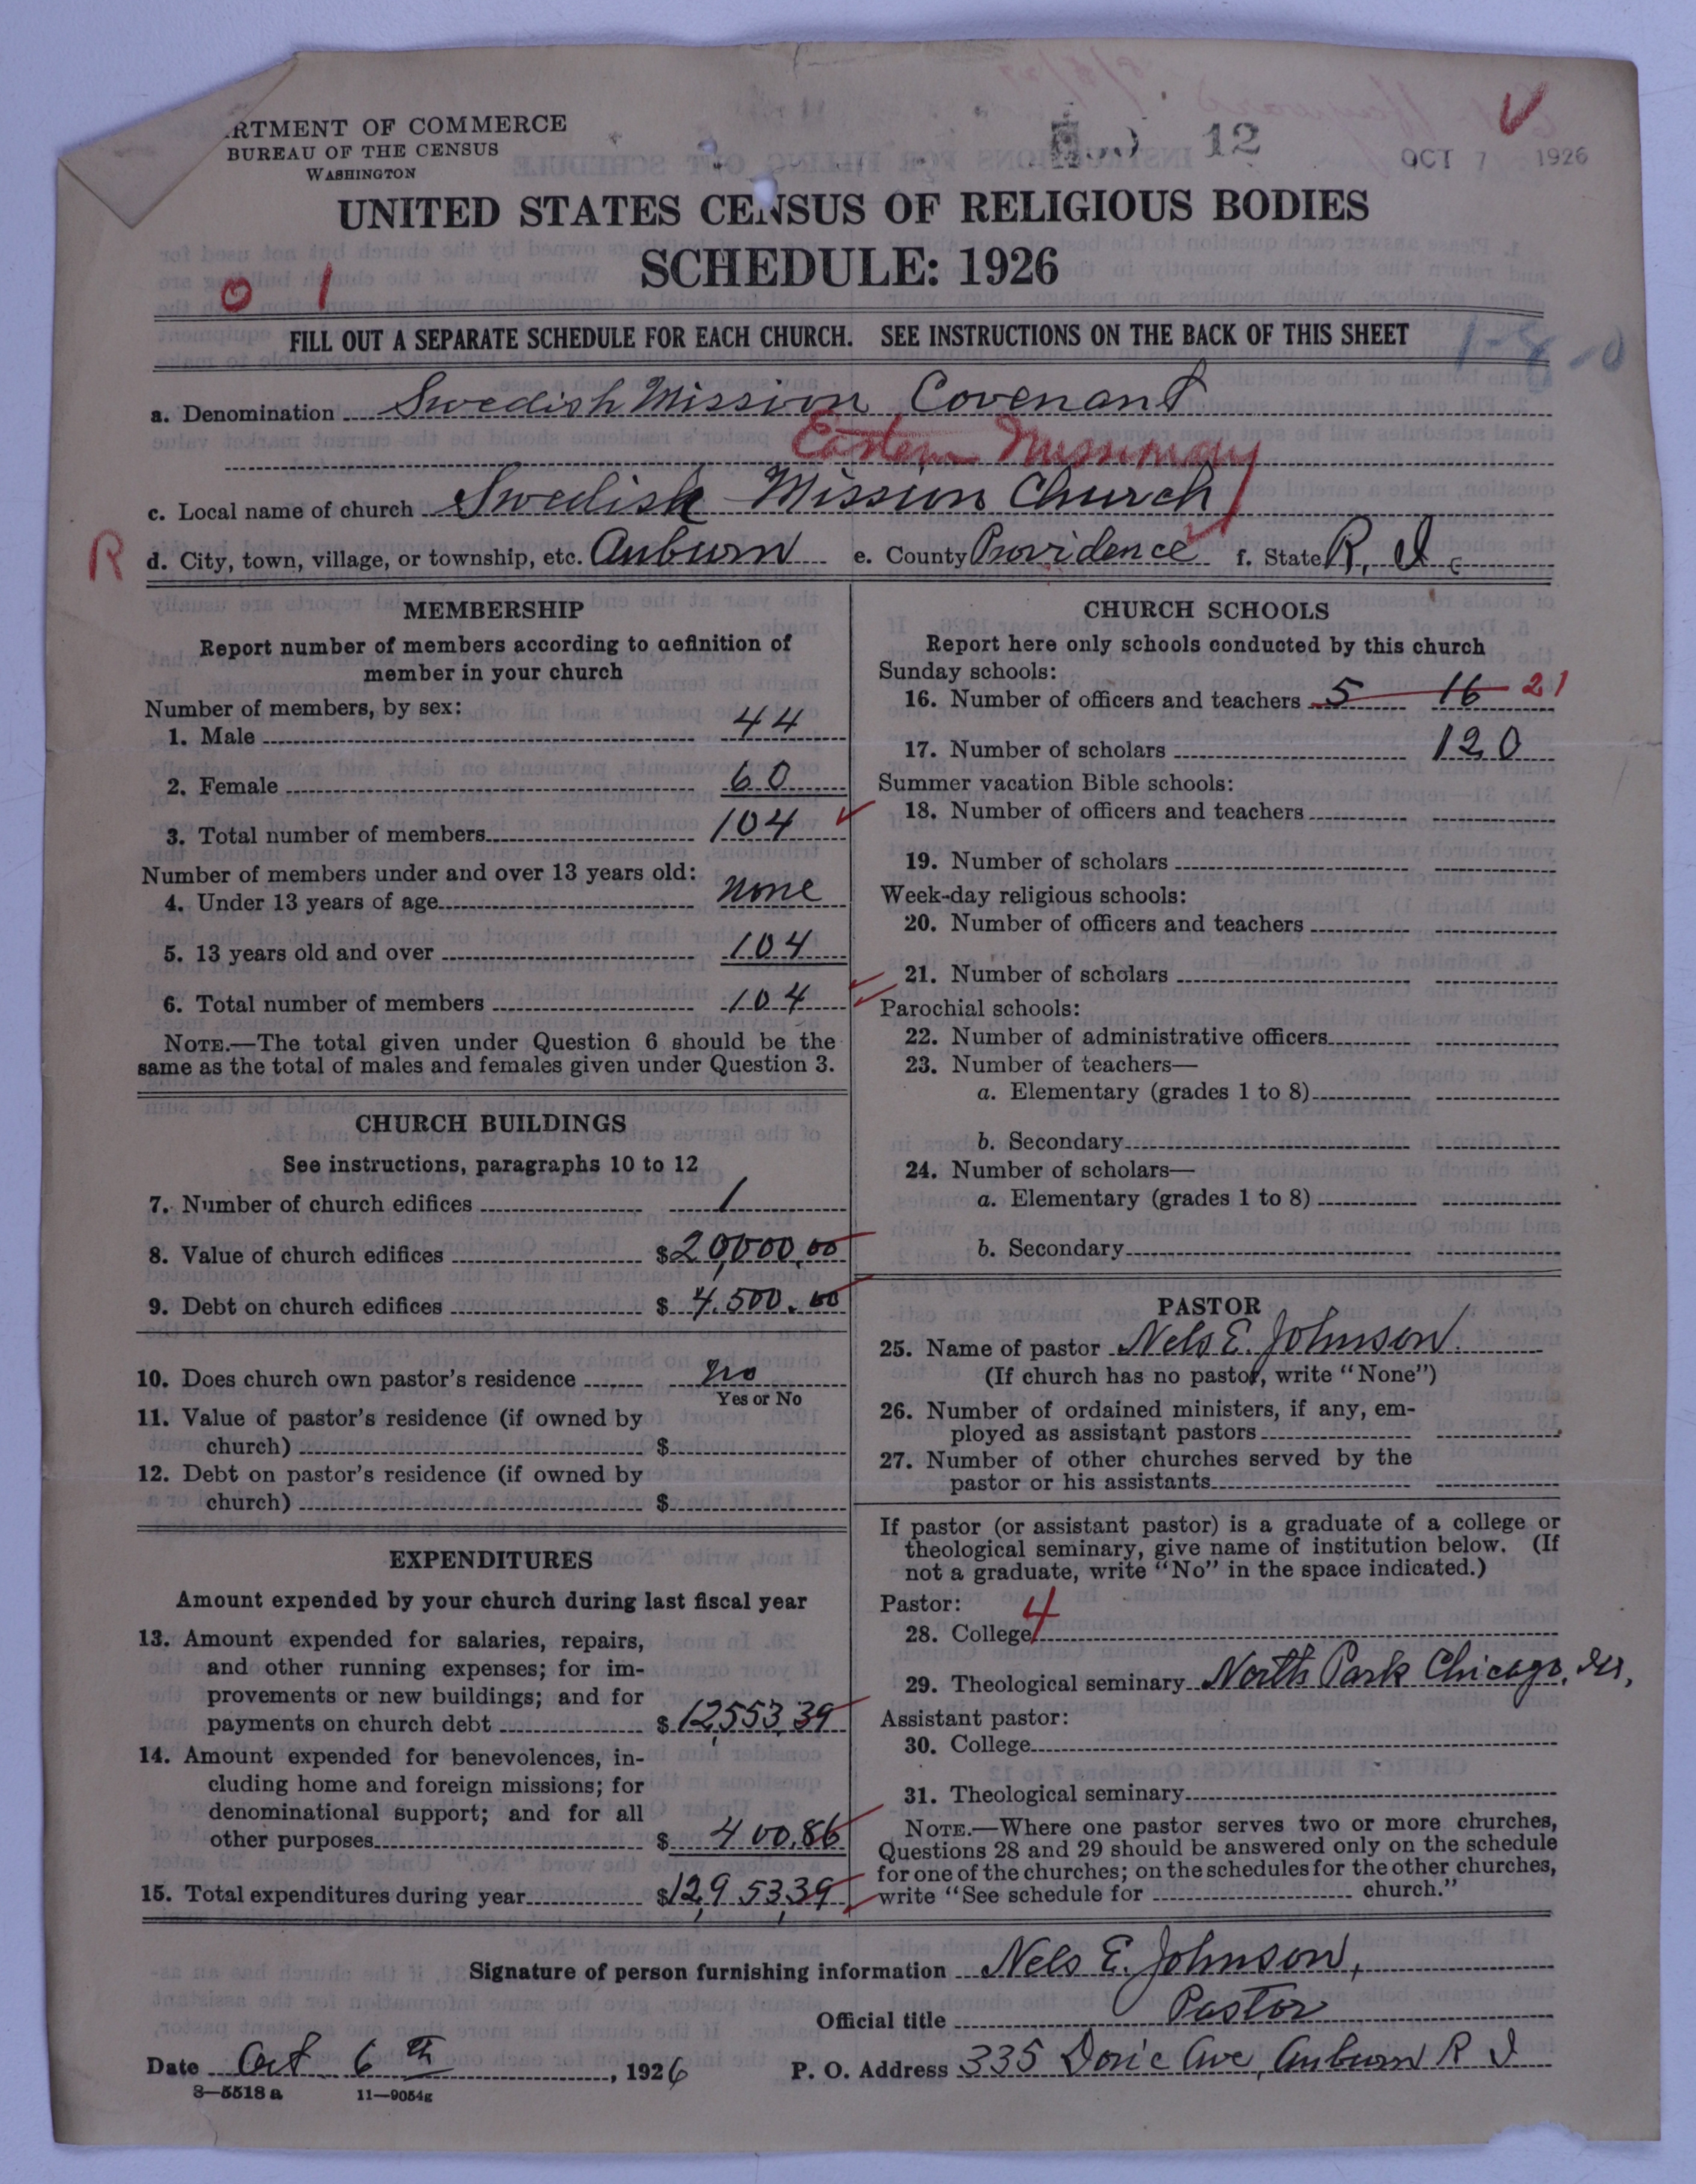 RTMENT OF COMMERCE
BUREAU OF THE CENSUS
WASHINGTON
12
OCT 7 1926
UNITED STATES CENSUS OF RELIGIOUS BODIES
SCHEDULE: 1926
0 1
FILL OUT A SEPARATE SCHEDULE FOR EACH CHURCH. SEE INSTRUCTIONS ON THE BACK OF THIS SHEET
1-8-0
a. Denomination Swedish Mission Covenant
Eastern Missionary
c. Local name of church Swedish Mission Church
R
d. City, town, village, or township, etc. Auburn e. County Providence f. State R. I.
MEMBERSHIP
Report number of members according to definition of
member in your church
Number of members, by sex:
1. Male 44
2. Female 60
3. Total number of members 104
Number of members under and over 13 years old:
4. Under 13 years of age none
5. 13 years old and over 104
6. Total number of members 104
NOTE.—The total given under Question 6 should be the
same as the total of males and females given under Question 3.
CHURCH BUILDINGS
See instructions, paragraphs 10 to 12
7. Number of church edifices 1
8. Value of church edifices $20,000.00
9. Debt on church edifices $4,500.00
10. Does church own pastor's residence no
Yes or No
11. Value of pastor's residence (if owned by
church) $
12. Debt on pastor's residence (if owned by
church) $
EXPENDITURES
Amount expended by your church during last fiscal year
13. Amount expended for salaries, repairs,
and other running expenses; for im-
provements or new buildings; and for
payments on church debt $12,553.39
14. Amount expended for benevolences, in-
cluding home and foreign missions; for
denominational support; and for all
other purposes $400.86
15. Total expenditures during year $12,953.39
CHURCH SCHOOLS
Report here only schools conducted by this church
Sunday schools:
16. Number of officers and teachers 5 16 21
17. Number of scholars 120
Summer vacation Bible schools:
18. Number of officers and teachers
19. Number of scholars
Week-day religious schools:
20. Number of officers and teachers
21. Number of scholars
Parochial schools:
22. Number of administrative officers
23. Number of teachers—
a. Elementary (grades 1 to 8)
b. Secondary
24. Number of scholars—
a. Elementary (grades 1 to 8)
b. Secondary
PASTOR
25. Name of pastor Nels E. Johnson.
(If church has no pastor, write "None")
26. Number of ordained ministers, if any, em-
ployed as assistant pastors
27. Number of other churches served by the
pastor or his assistants
If pastor (or assistant pastor) is a graduate of a college or
theological seminary, give name of institution below. (If
not a graduate, write "No" in the space indicated.)
Pastor: 4
28. College
29. Theological seminary North Park Chicago, Ill,
Assistant pastor:
30. College
31. Theological seminary
NOTE.—Where one pastor serves two or more churches,
Questions 28 and 29 should be answered only on the schedule
for one of the churches; on the schedules for the other churches,
write "See schedule for church."
Signature of person furnishing information Nels E. Johnson,
Official title Pastor
Date Oct 6th, 1926 P. O. Address 335 Doric Ave, Auburn R I
8—5518 a 11—9054g